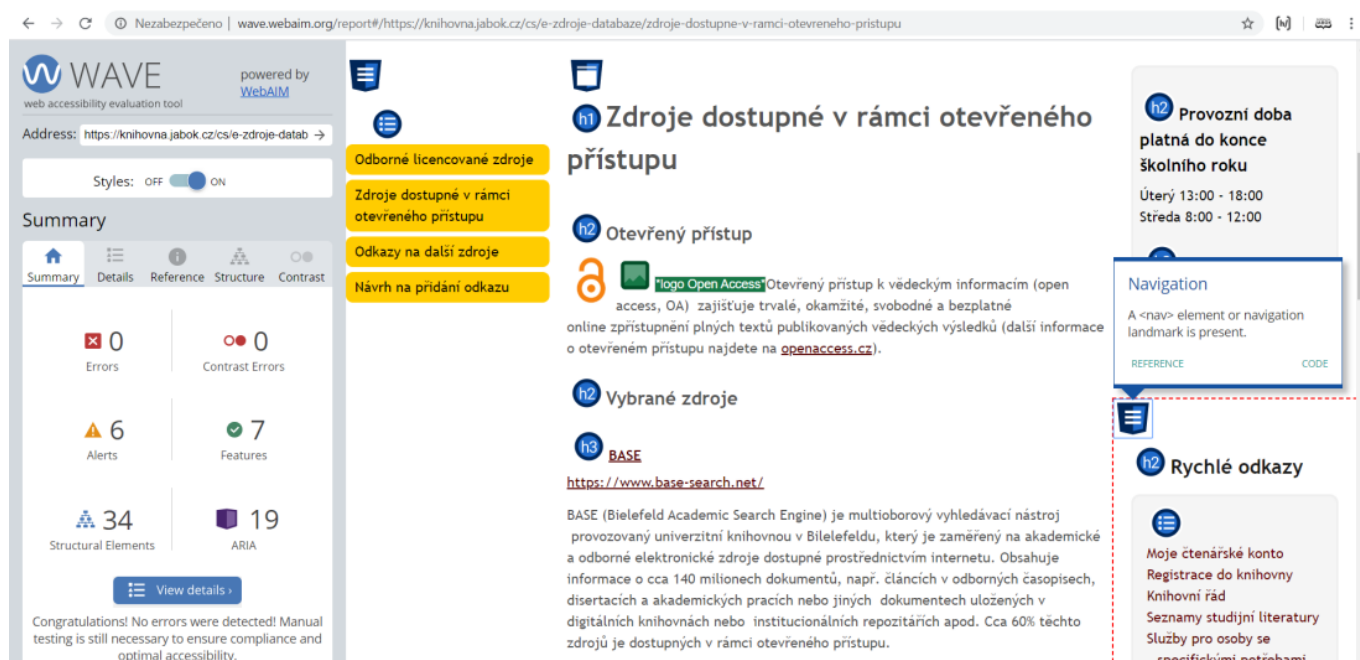 Nezabezpečeno | wave.webaim.org/report#/https://knihovna.jabok.cz/cs/e-zdroje-databaze/zdroje-dostupne-v-ramci-otevreneho-pristupu
WAVE
web accessibility evaluation tool
powered by
WebAIM
Address: https://knihovna.jabok.cz/cs/e-zdroje-datab
Styles: OFF ON
Summary
Summary Details Reference Structure Contrast
0
Errors
0
Contrast Errors
6
Alerts
7
Features
34
Structural Elements
19
ARIA
View details ›
Congratulations! No errors were detected! Manual
testing is still necessary to ensure compliance and
optimal accessibility.
Odborné licencované zdroje
Zdroje dostupné v rámci
otevřeného přístupu
Odkazy na další zdroje
Návrh na přidání odkazu
h1 Zdroje dostupné v rámci otevřeného
přístupu
h2 Otevřený přístup
*logo Open Access*Otevřený přístup k vědeckým informacím (open
access, OA) zajišťuje trvalé, okamžité, svobodné a bezplatné
online zpřístupnění plných textů publikovaných vědeckých výsledků (další informace
o otevřeném přístupu najdete na openaccess.cz).
h2 Vybrané zdroje
h3 BASE
https://www.base-search.net/
BASE (Bielefeld Academic Search Engine) je multioborový vyhledávací nástroj
provozovaný univerzitní knihovnou v Bilelefeldu, který je zaměřený na akademické
a odborné elektronické zdroje dostupné prostřednictvím internetu. Obsahuje
informace o cca 140 milionech dokumentů, např. článcích v odborných časopisech,
disertacích a akademických pracích nebo jiných dokumentech uložených v
digitálních knihovnách nebo institucionálních repozitářích apod. Cca 60% těchto
zdrojů je dostupných v rámci otevřeného přístupu.
h2 Provozní doba
platná do konce
školního roku
Úterý 13:00 - 18:00
Středa 8:00 - 12:00
Navigation
A <nav> element or navigation
landmark is present.
REFERENCE CODE
h2 Rychlé odkazy
Moje čtenářské konto
Registrace do knihovny
Knihovní řád
Seznamy studijní literatury
Služby pro osoby se
specifickými potřebami